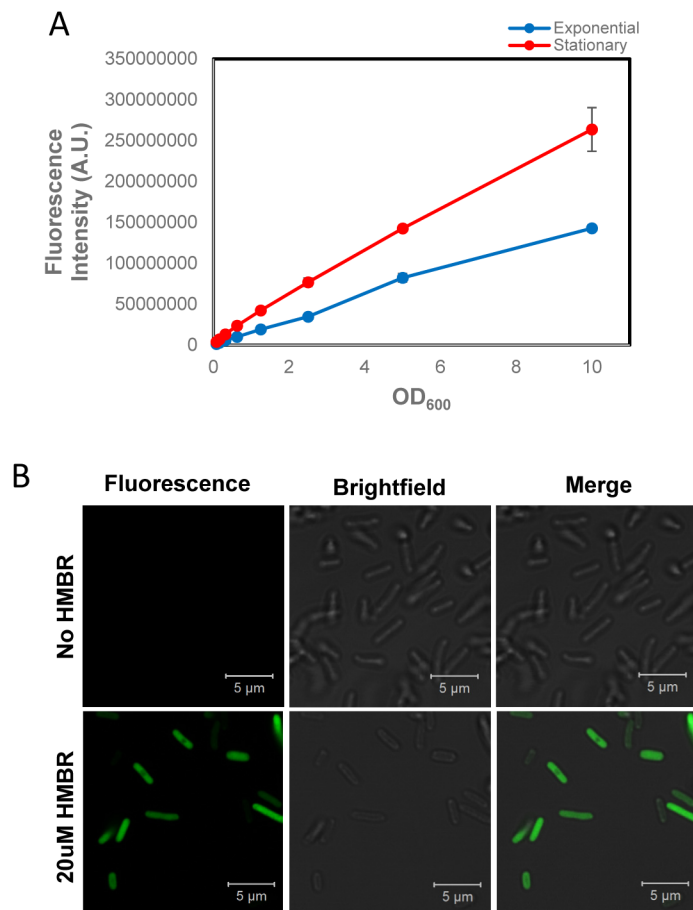 A
Exponential
Stationary
350000000
300000000
250000000
200000000
150000000
100000000
50000000
0
Fluorescence
Intensity (A.U.)
0 2 4 6 8 10
OD600
B
Fluorescence Brightfield Merge
No HMBR
5 µm 5 µm 5 µm
20uM HMBR
5 µm 5 µm 5 µm